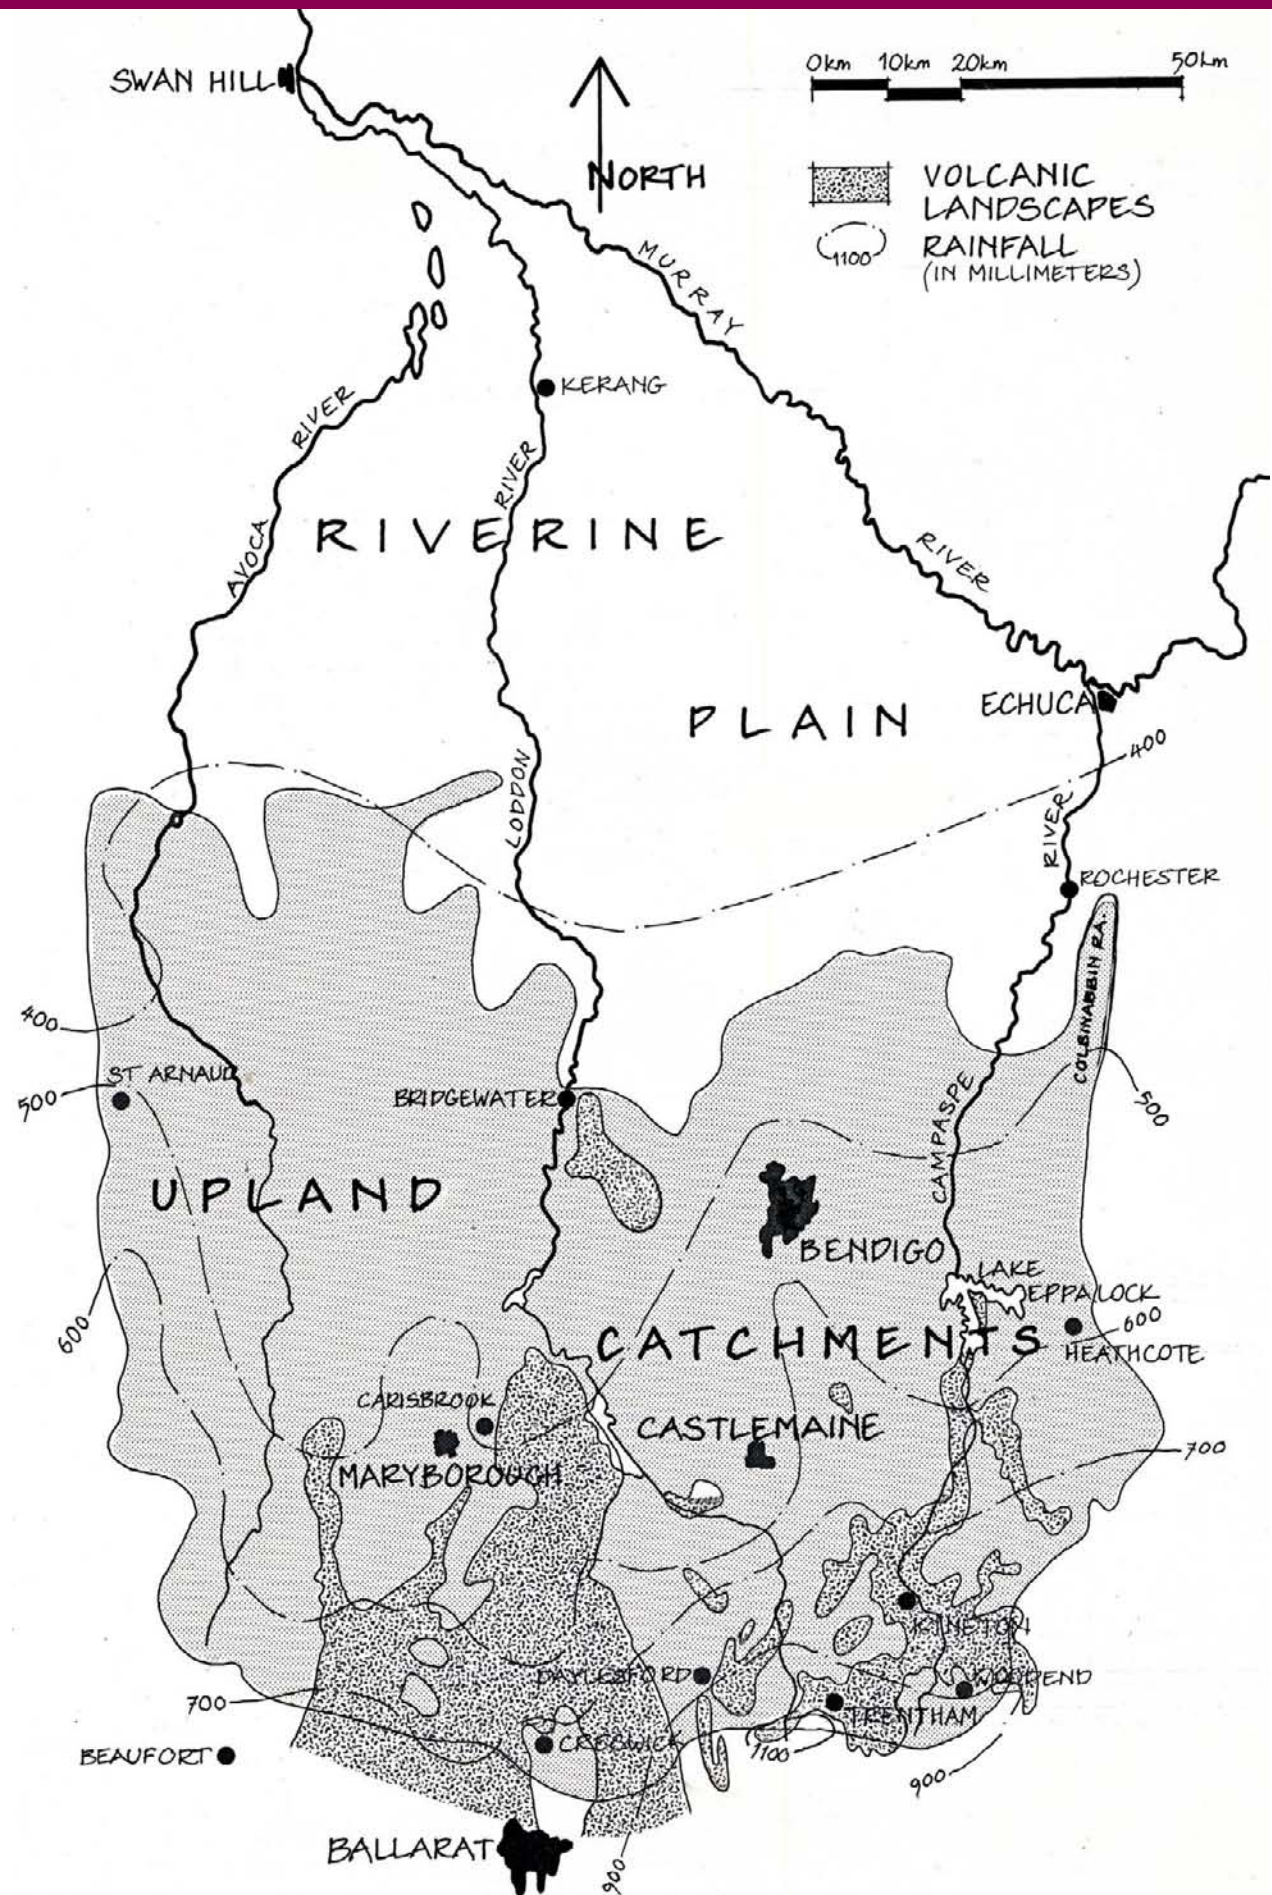 0km 10km 20km 50km
SWAN HILL
NORTH
VOLCANIC
LANDSCAPES
RAINFALL
(IN MILLIMETERS)
1100
MURRAY
RIVER
KERANG
AVOCA
RIVER
LODDON
RIVER
RIVERINE
PLAIN
ECHUCA
400
RIVER
ROCHESTER
COLBINABBIN RA.
CAMPASPE
400
500
ST ARNAUD
BRIDGEWATER
500
UPLAND
BENDIGO
LAKE
EPPALOCK
600
CATCHMENTS
600
HEATHCOTE
CARISBROOK
CASTLEMAINE
MARYBOROUGH
700
KYNETON
DAYLESFORD
WOODEND
700
TRENTHAM
BEAUFORT
CRESWICK
1100
900
BALLARAT
900